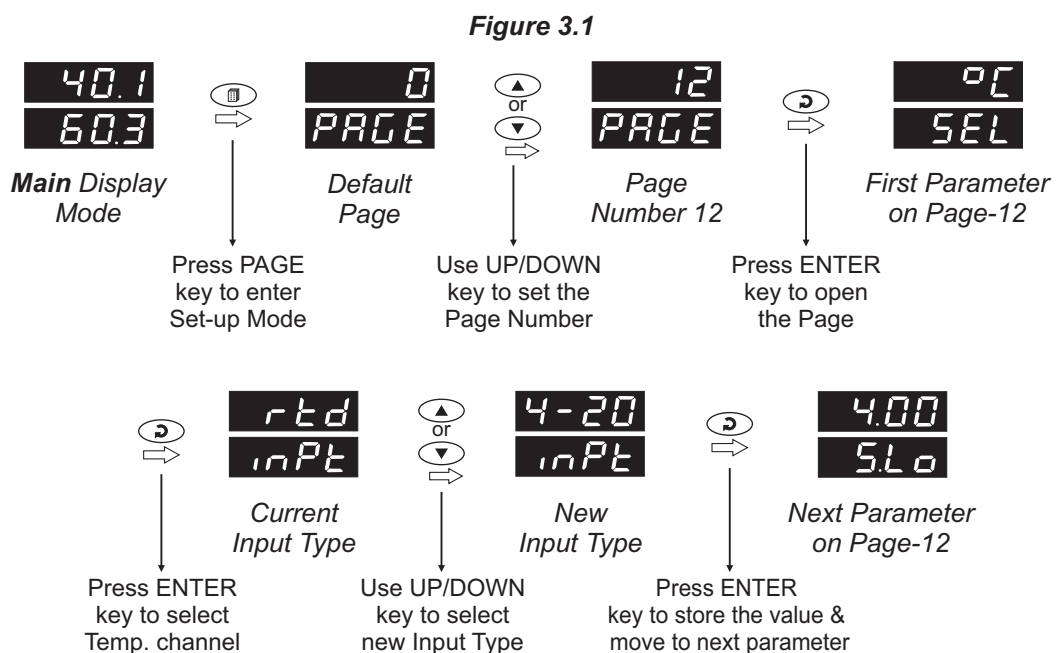 Figure 3.1
40.1
60.3
Main Display
Mode
Press PAGE
key to enter
Set-up Mode
0
PAGE
Default
Page
or
Use UP/DOWN
key to set the
Page Number
12
PAGE
Page
Number 12
Press ENTER
key to open
the Page
°C
SEL
First Parameter
on Page-12
Press ENTER
key to select
Temp. channel
rtd
inPt
Current
Input Type
or
Use UP/DOWN
key to select
new Input Type
4-20
inPt
New
Input Type
Press ENTER
key to store the value &
move to next parameter
4.00
S.Lo
Next Parameter
on Page-12